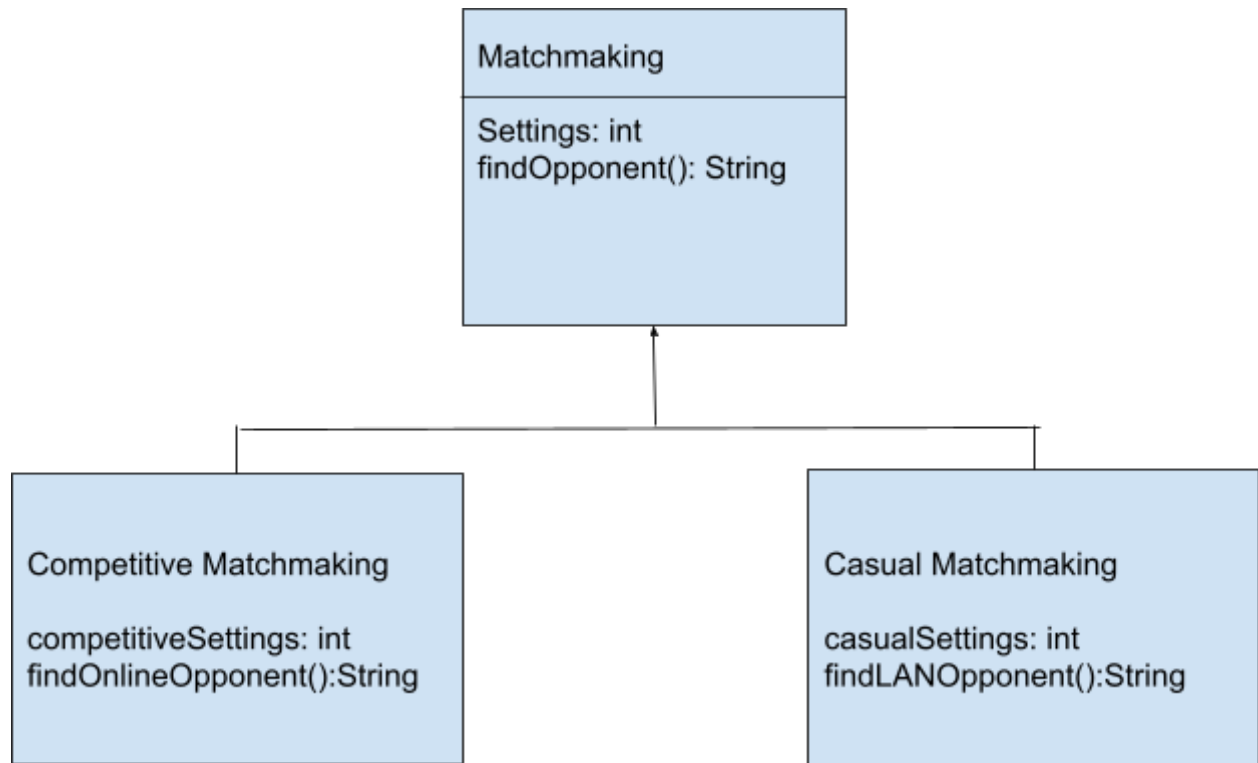 Matchmaking
Settings: int
findOpponent(): String
Competitive Matchmaking
competitiveSettings: int
findOnlineOpponent():String
Casual Matchmaking
casualSettings: int
findLANOpponent():String